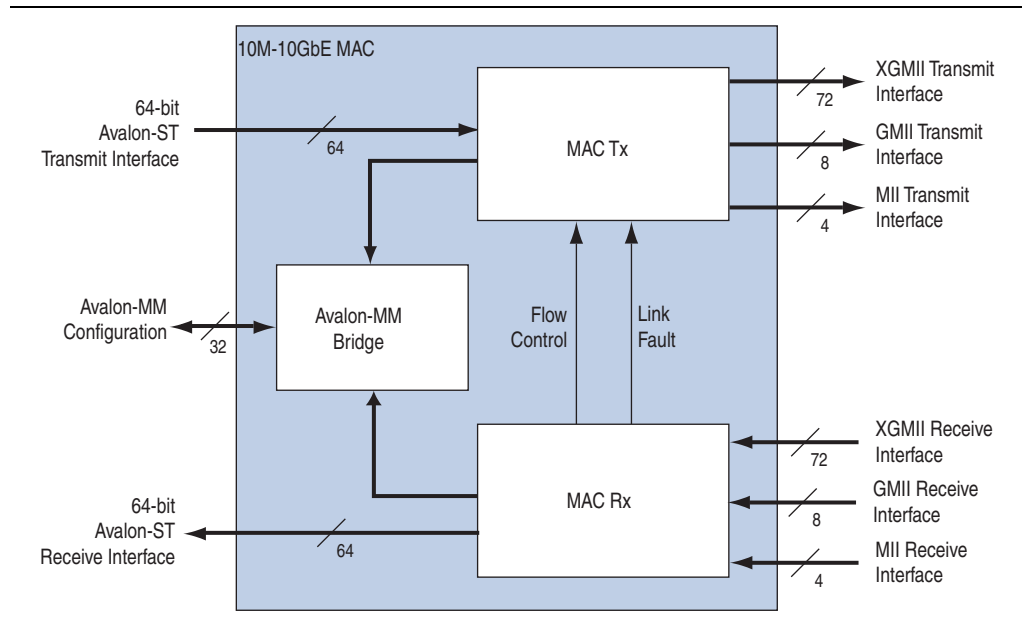 10M-10GbE MAC
64-bit
Avalon-ST
Transmit Interface
64
MAC Tx
XGMII Transmit
Interface
72
GMII Transmit
Interface
8
MII Transmit
Interface
4
Avalon-MM
Configuration
32
Avalon-MM
Bridge
Flow
Control
Link
Fault
64-bit
Avalon-ST
Receive Interface
64
MAC Rx
XGMII Receive
Interface
72
GMII Receive
Interface
8
MII Receive
Interface
4